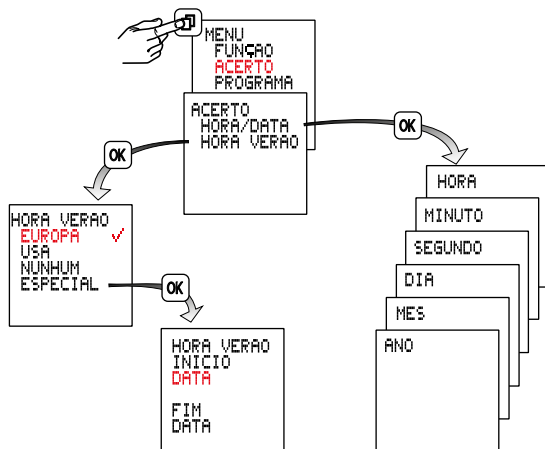 MENU
FUNÇAO
ACERTO
PROGRAMA
ACERTO
HORA/DATA
HORA VERAO
OK
OK
HORA VERAO
EUROPA ✓
USA
NUNHUM
ESPECIAL
OK
HORA VERAO
INICIO
DATA
FIM
DATA
HORA
MINUTO
SEGUNDO
DIA
MES
ANO